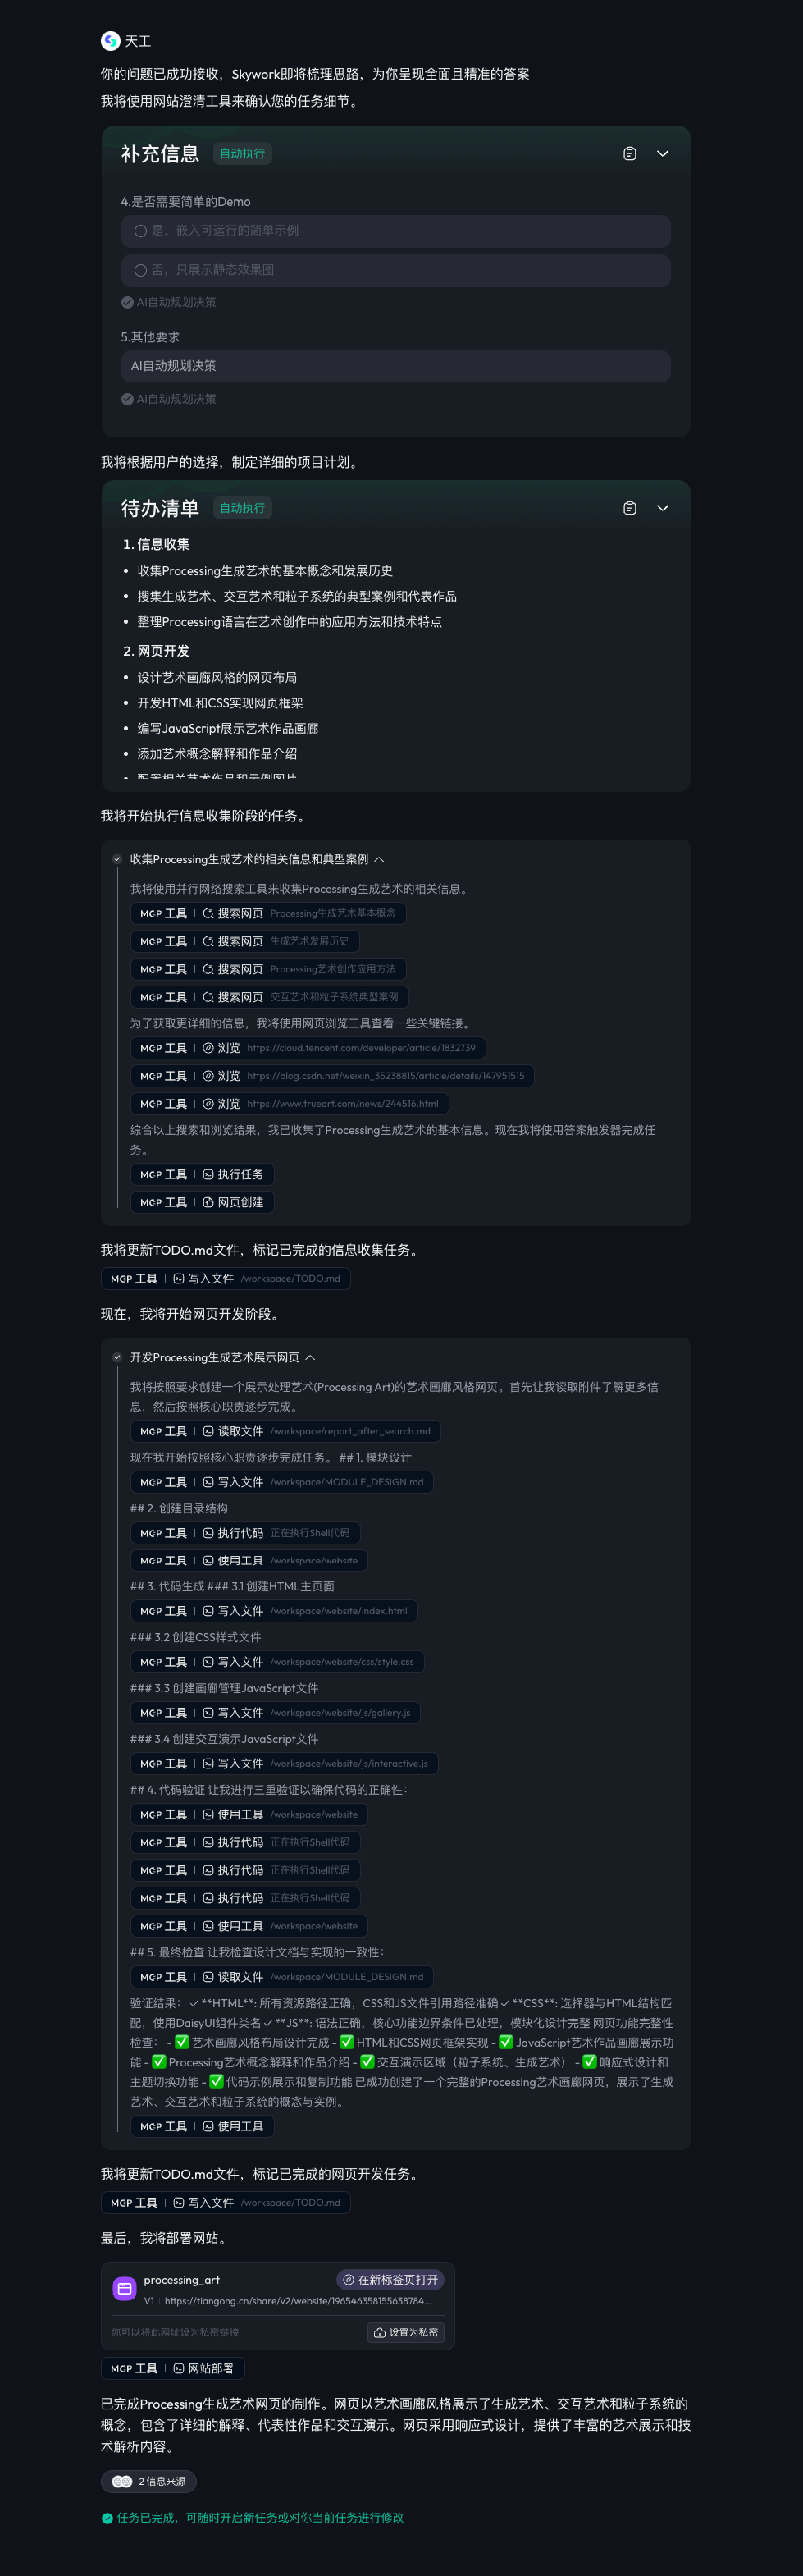 天工
你的问题已成功接收，Skywork即将梳理思路，为你呈现全面且精准的答案
我将使用网站澄清工具来确认您的任务细节。
补充信息 自动执行
4.是否需要简单的Demo
是，嵌入可运行的简单示例
否，只展示静态效果图
AI自动规划决策
5.其他要求
AI自动规划决策
AI自动规划决策
我将根据用户的选择，制定详细的项目计划。
待办清单 自动执行
1. 信息收集
• 收集Processing生成艺术的基本概念和发展历史
• 搜集生成艺术、交互艺术和粒子系统的典型案例和代表作品
• 整理Processing语言在艺术创作中的应用方法和技术特点
2. 网页开发
• 设计艺术画廊风格的网页布局
• 开发HTML和CSS实现网页框架
• 编写JavaScript展示艺术作品画廊
• 添加艺术概念解释和作品介绍
• 配置相关艺术作品和示例图片
我将开始执行信息收集阶段的任务。
收集Processing生成艺术的相关信息和典型案例
我将使用并行网络搜索工具来收集Processing生成艺术的相关信息。
MCP 工具 | 搜索网页 Processing生成艺术基本概念
MCP 工具 | 搜索网页 生成艺术发展历史
MCP 工具 | 搜索网页 Processing艺术创作应用方法
MCP 工具 | 搜索网页 交互艺术和粒子系统典型案例
为了获取更详细的信息，我将使用网页浏览工具查看一些关键链接。
MCP 工具 | 浏览 https://cloud.tencent.com/developer/article/1832739
MCP 工具 | 浏览 https://blog.csdn.net/weixin_35238815/article/details/147951515
MCP 工具 | 浏览 https://www.trueart.com/news/244516.html
综合以上搜索和浏览结果，我已收集了Processing生成艺术的基本信息。现在我将使用答案触发器完成任
务。
MCP 工具 | 执行任务
MCP 工具 | 网页创建
我将更新TODO.md文件，标记已完成的信息收集任务。
MCP 工具 | 写入文件 /workspace/TODO.md
现在，我将开始网页开发阶段。
开发Processing生成艺术展示网页
我将按照要求创建一个展示处理艺术(Processing Art)的艺术画廊风格网页。首先让我读取附件了解更多信
息，然后按照核心职责逐步完成。
MCP 工具 | 读取文件 /workspace/report_after_search.md
现在我开始按照核心职责逐步完成任务。 ## 1. 模块设计
MCP 工具 | 写入文件 /workspace/MODULE_DESIGN.md
## 2. 创建目录结构
MCP 工具 | 执行代码 正在执行Shell代码
MCP 工具 | 使用工具 /workspace/website
## 3. 代码生成 ### 3.1 创建HTML主页面
MCP 工具 | 写入文件 /workspace/website/index.html
### 3.2 创建CSS样式文件
MCP 工具 | 写入文件 /workspace/website/css/style.css
### 3.3 创建画廊管理JavaScript文件
MCP 工具 | 写入文件 /workspace/website/js/gallery.js
### 3.4 创建交互演示JavaScript文件
MCP 工具 | 写入文件 /workspace/website/js/interactive.js
## 4. 代码验证 让我进行三重验证以确保代码的正确性：
MCP 工具 | 使用工具 /workspace/website
MCP 工具 | 执行代码 正在执行Shell代码
MCP 工具 | 执行代码 正在执行Shell代码
MCP 工具 | 执行代码 正在执行Shell代码
MCP 工具 | 使用工具 /workspace/website
## 5. 最终检查 让我检查设计文档与实现的一致性：
MCP 工具 | 读取文件 /workspace/MODULE_DESIGN.md
验证结果： ✓ **HTML**: 所有资源路径正确，CSS和JS文件引用路径准确 ✓ **CSS**: 选择器与HTML结构匹
配，使用DaisyUI组件类名 ✓ **JS**: 语法正确，核心功能边界条件已处理，模块化设计完整 网页功能完整性
检查： - ✅ 艺术画廊风格布局设计完成 - ✅ HTML和CSS网页框架实现 - ✅ JavaScript艺术作品画廊展示功
能 - ✅ Processing艺术概念解释和作品介绍 - ✅ 交互演示区域（粒子系统、生成艺术） - ✅ 响应式设计和
主题切换功能 - ✅ 代码示例展示和复制功能 已成功创建了一个完整的Processing艺术画廊网页，展示了生成
艺术、交互艺术和粒子系统的概念与实例。
MCP 工具 | 使用工具
我将更新TODO.md文件，标记已完成的网页开发任务。
MCP 工具 | 写入文件 /workspace/TODO.md
最后，我将部署网站。
processing_art 在新标签页打开
V1 | https://tiangong.cn/share/v2/website/196546358155638784...
你可以将此网址设为私密链接 设置为私密
MCP 工具 | 网站部署
已完成Processing生成艺术网页的制作。网页以艺术画廊风格展示了生成艺术、交互艺术和粒子系统的
概念，包含了详细的解释、代表性作品和交互演示。网页采用响应式设计，提供了丰富的艺术展示和技
术解析内容。
2 信息来源
任务已完成，可随时开启新任务或对你当前任务进行修改